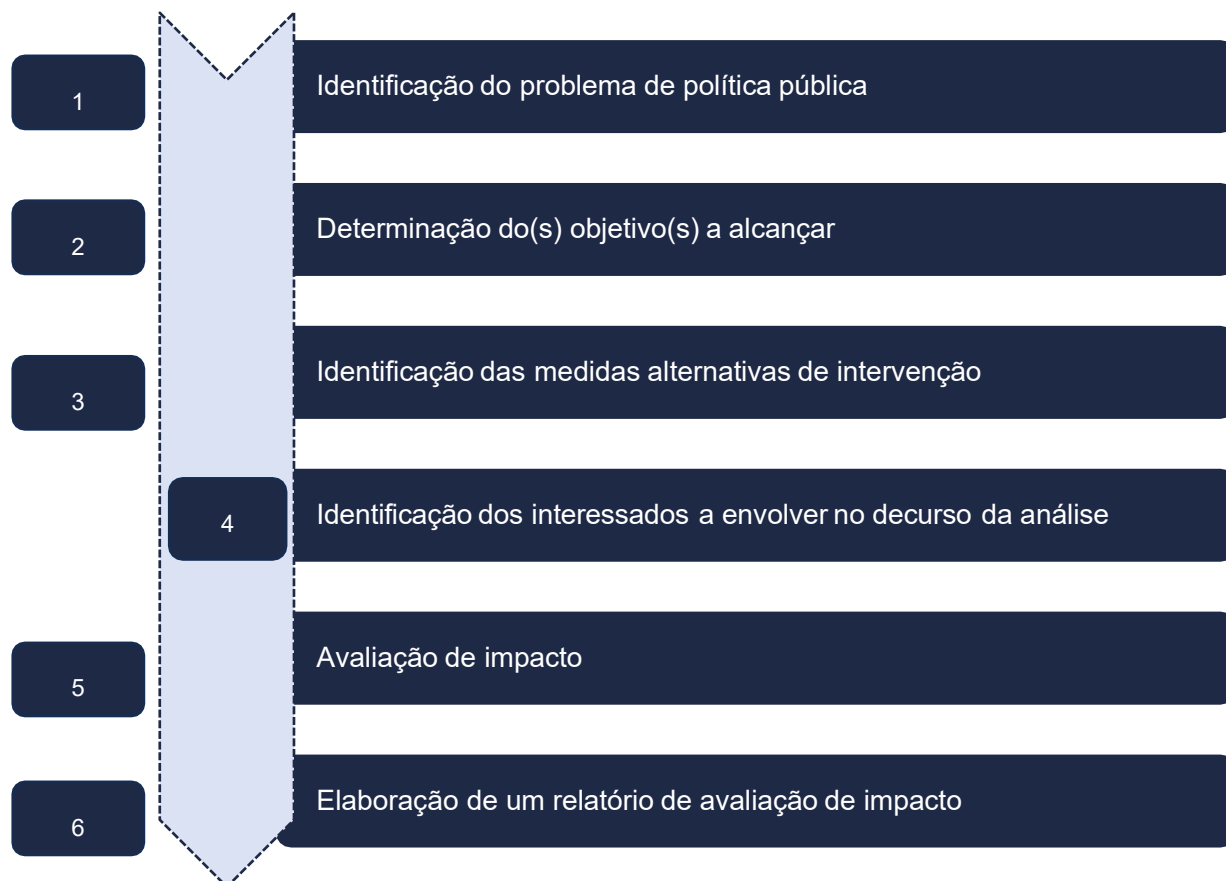 1
Identificação do problema de política pública
2
Determinação do(s) objetivo(s) a alcançar
3
Identificação das medidas alternativas de intervenção
4
Identificação dos interessados a envolver no decurso da análise
5
Avaliação de impacto
6
Elaboração de um relatório de avaliação de impacto